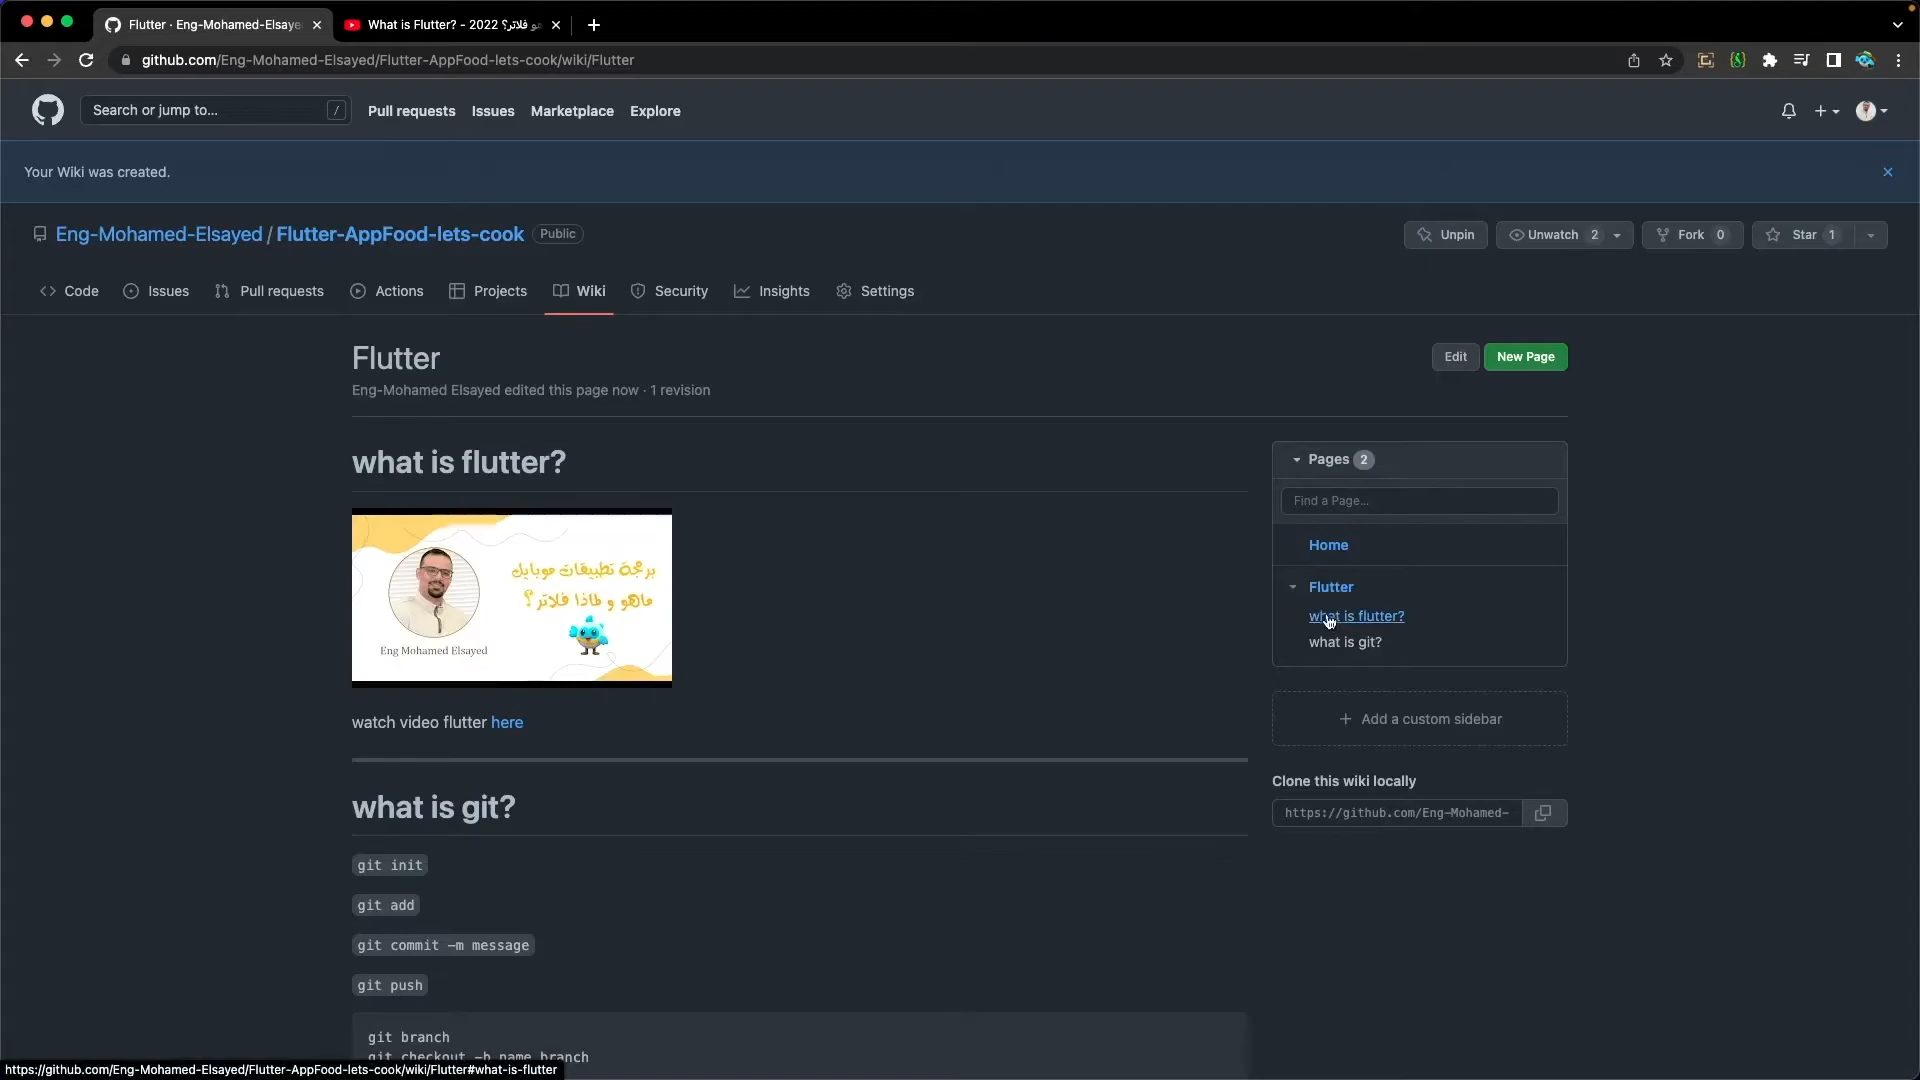 Flutter · Eng-Mohamed-Elsaye
What is Flutter? - 2022 هو فلاتر؟
github.com/Eng-Mohamed-Elsayed/Flutter-AppFood-lets-cook/wiki/Flutter
Search or jump to... /
Pull requests Issues Marketplace Explore
Your Wiki was created.
Eng-Mohamed-Elsayed / Flutter-AppFood-lets-cook Public
Unpin Unwatch 2 Fork 0 Star 1
Code Issues Pull requests Actions Projects Wiki Security Insights Settings
Flutter
Edit New Page
Eng-Mohamed Elsayed edited this page now · 1 revision
what is flutter?
برمجة تطبيقات موبايل
ماهو و لماذا فلاتر؟
Eng Mohamed Elsayed
watch video flutter here
what is git?
git init
git add
git commit -m message
git push
git branch
git checkout -b name branch
Pages 2
Find a Page...
Home
Flutter
what is flutter?
what is git?
+ Add a custom sidebar
Clone this wiki locally
https://github.com/Eng-Mohamed-
https://github.com/Eng-Mohamed-Elsayed/Flutter-AppFood-lets-cook/wiki/Flutter#what-is-flutter